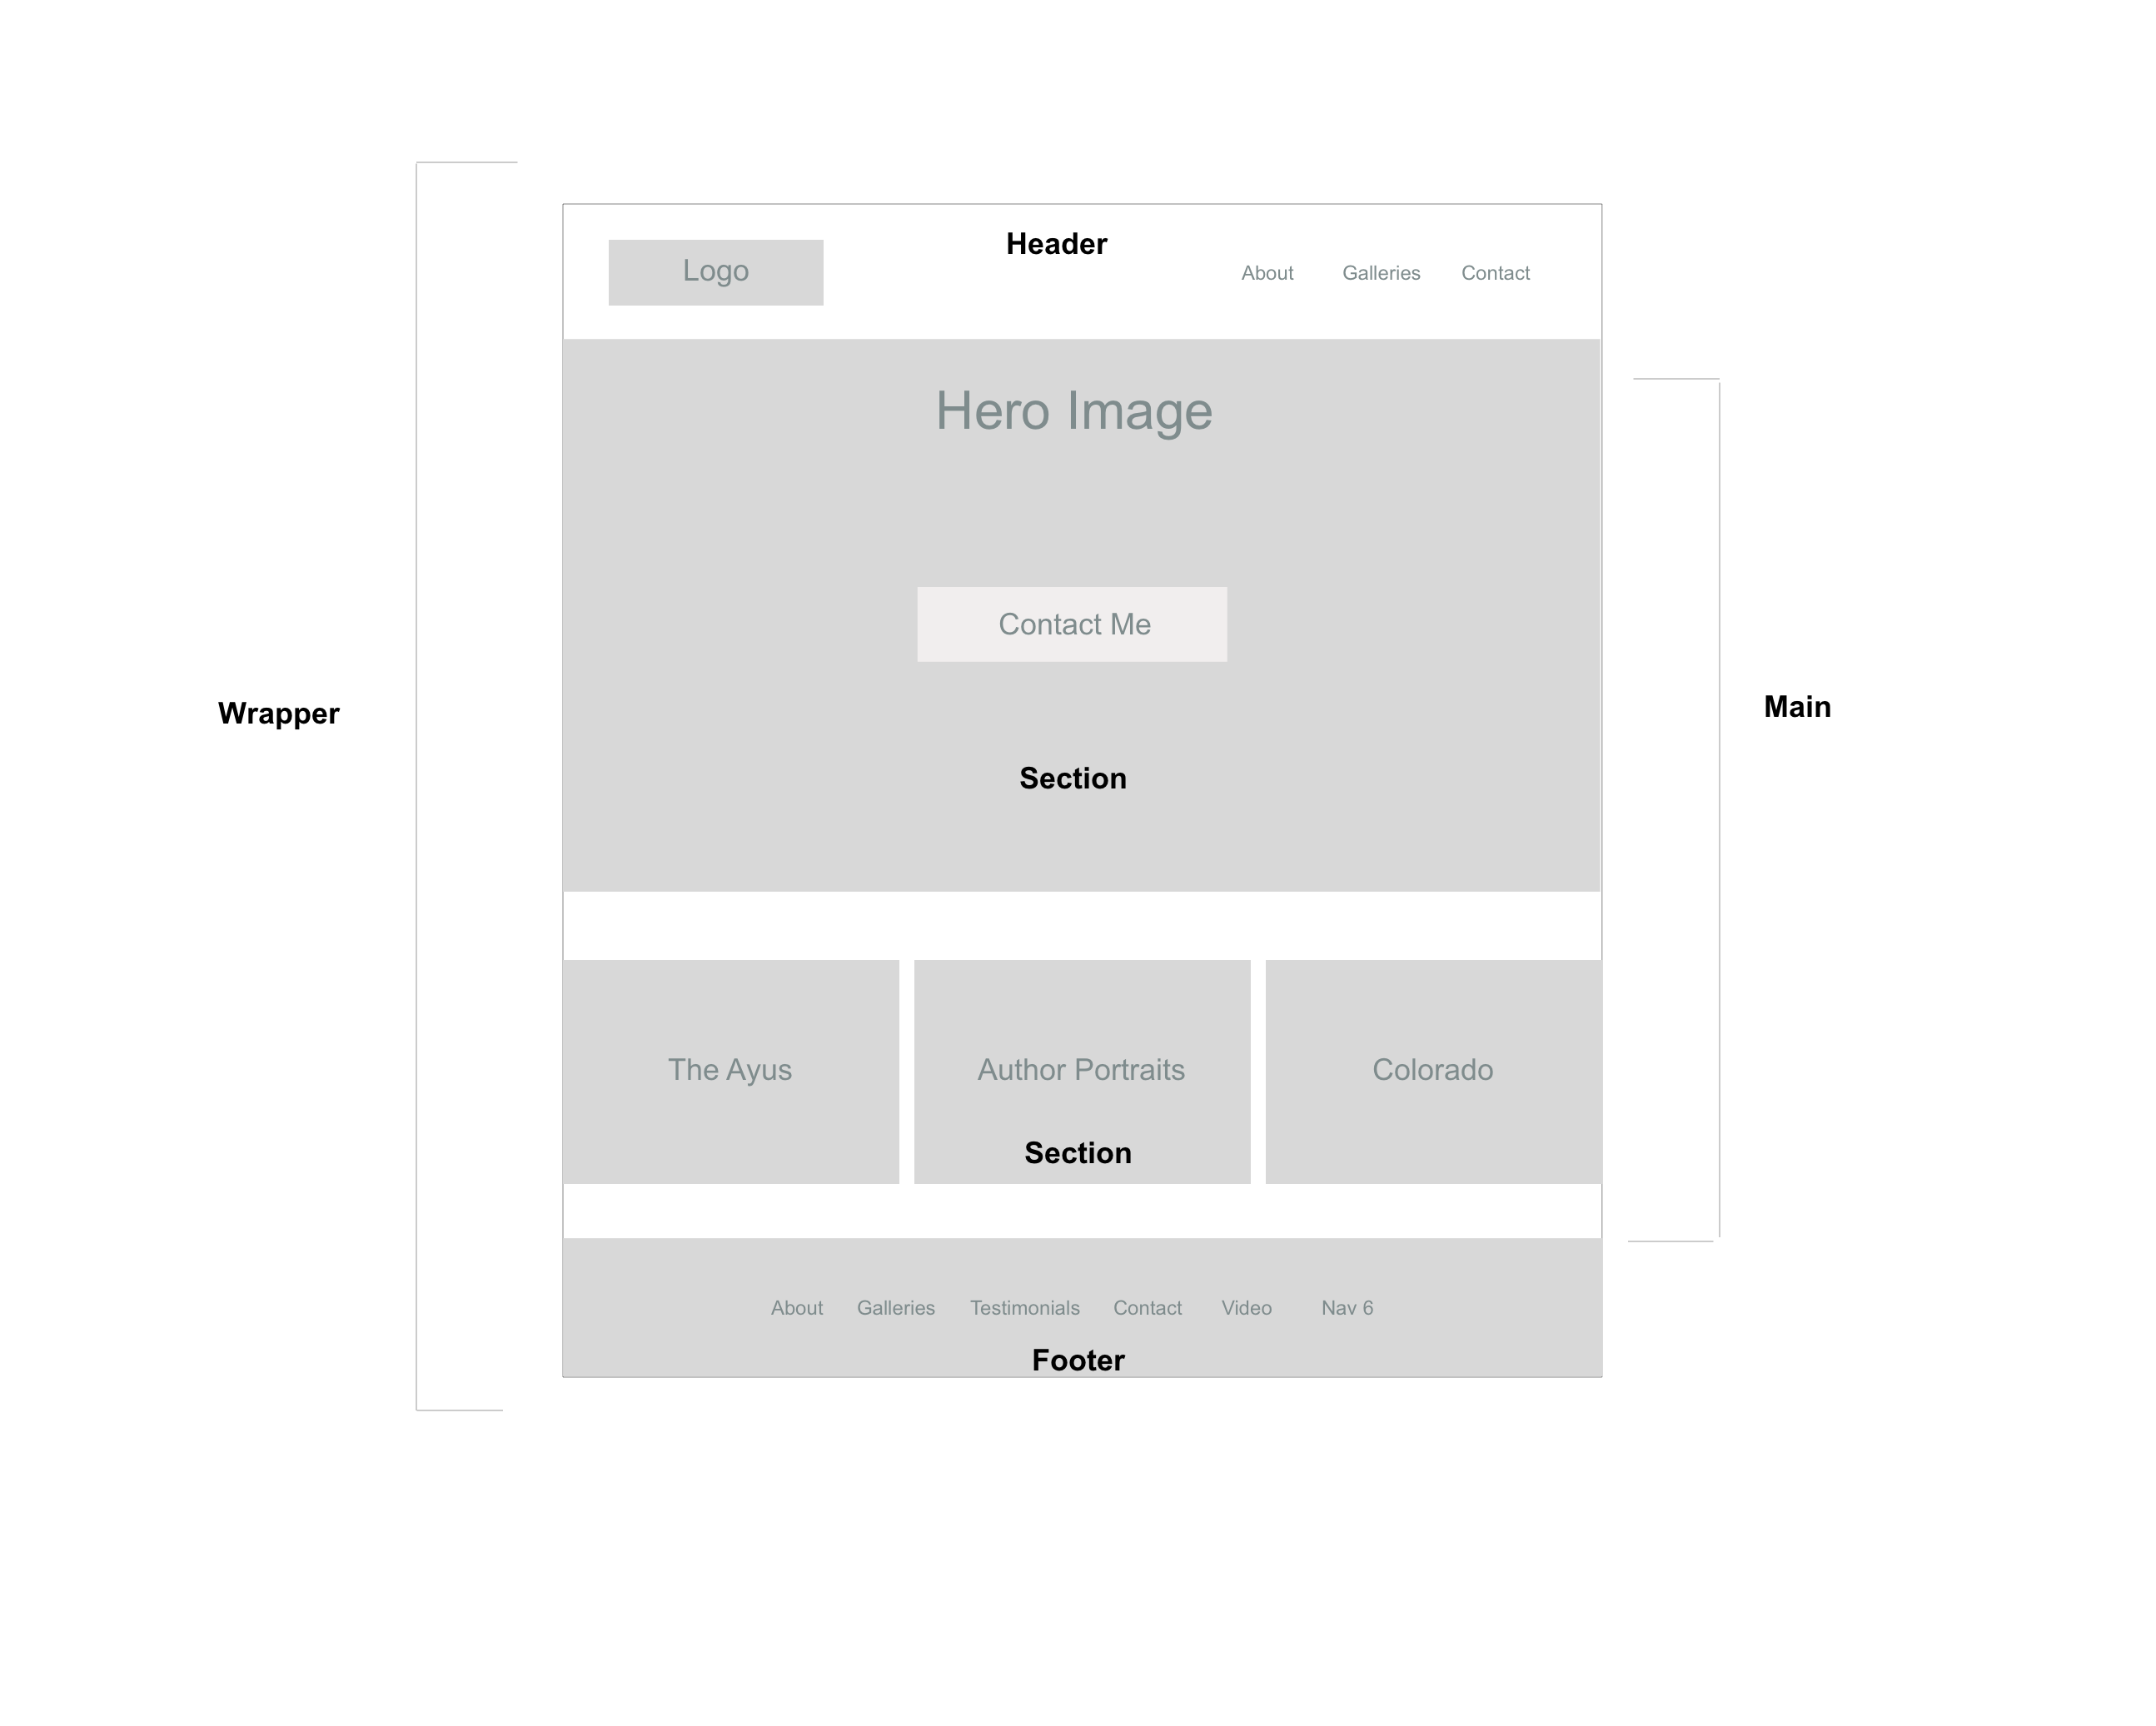 Header
Logo
About Galleries Contact
Hero Image
Contact Me
Wrapper
Main
Section
The Ayus
Author Portraits
Colorado
Section
About Galleries Testimonials Contact Video Nav 6
Footer